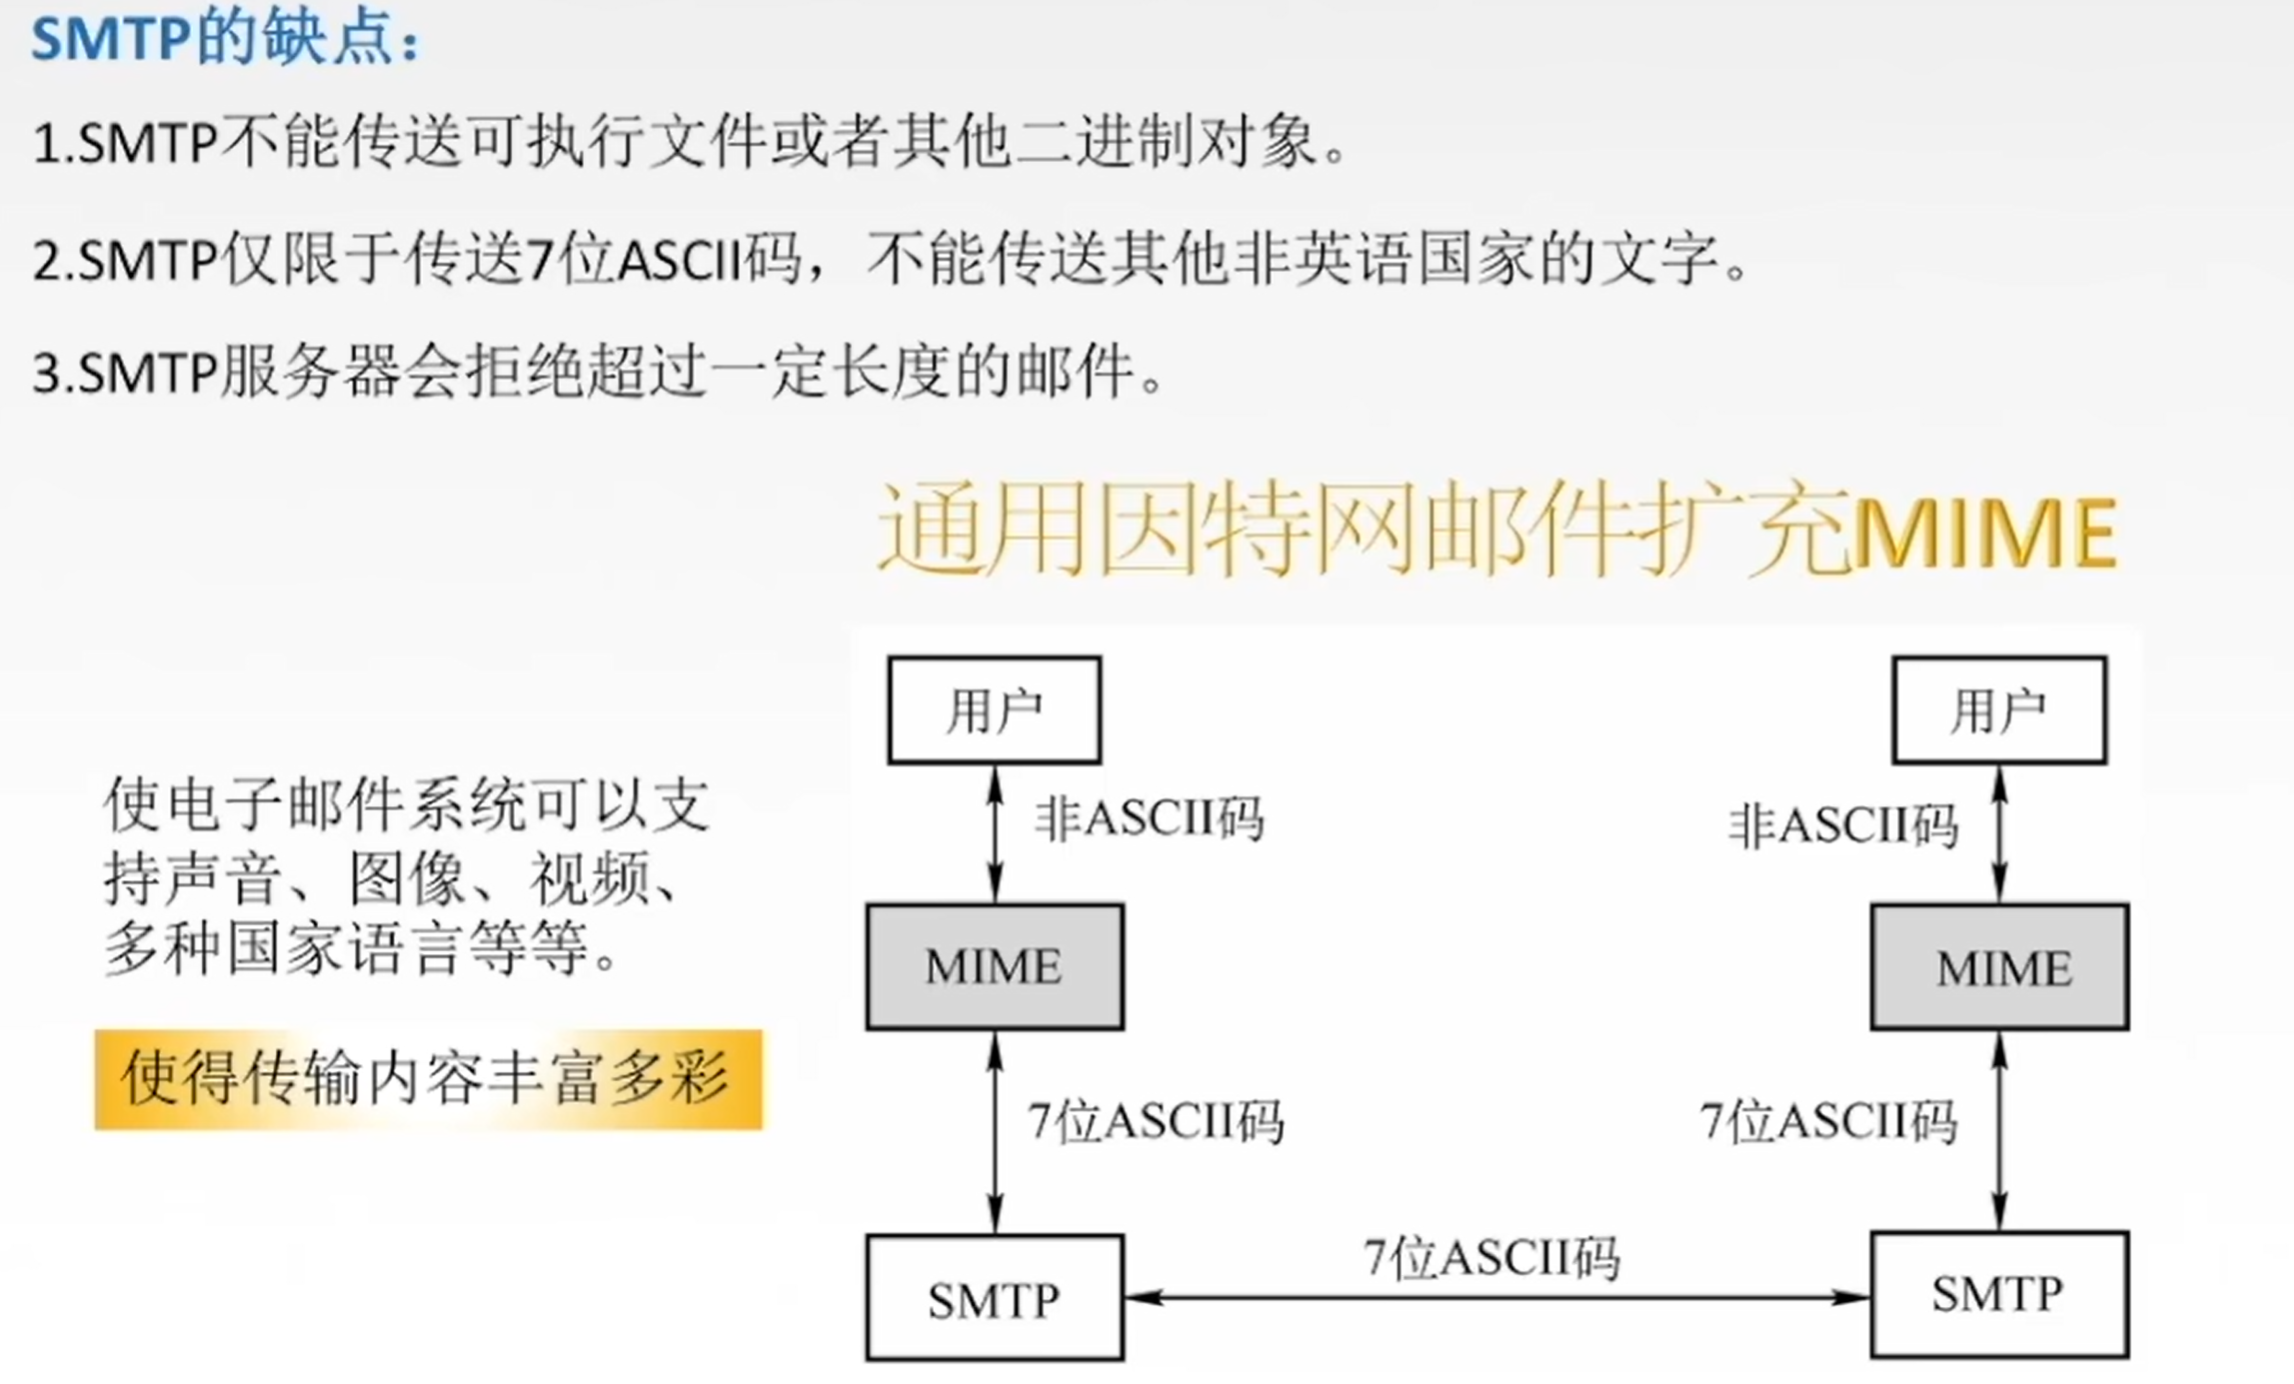 SMTP的缺点：
1.SMTP不能传送可执行文件或者其他二进制对象。
2.SMTP仅限于传送7位ASCII码，不能传送其他非英语国家的文字。
3.SMTP服务器会拒绝超过一定长度的邮件。
通用因特网邮件扩充MIME
使电子邮件系统可以支
持声音、图像、视频、
多种国家语言等等。
使得传输内容丰富多彩
用户
用户
非ASCII码
非ASCII码
MIME
MIME
7位ASCII码
7位ASCII码
SMTP
7位ASCII码
SMTP